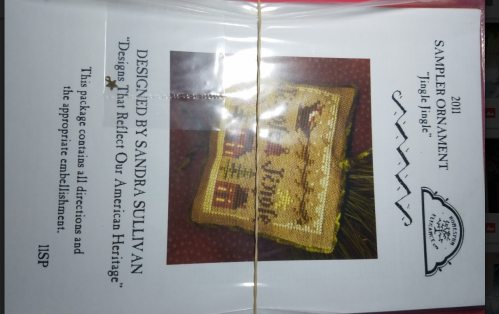 2011
SAMPLER ORNAMENT
"Jingle Jingle"
HOMESPUN
Jingle
DESIGNED BY SANDRA SULLIVAN
"Designs That Reflect Our American Heritage"
This package contains all directions and
the appropriate embellishment.
11SP